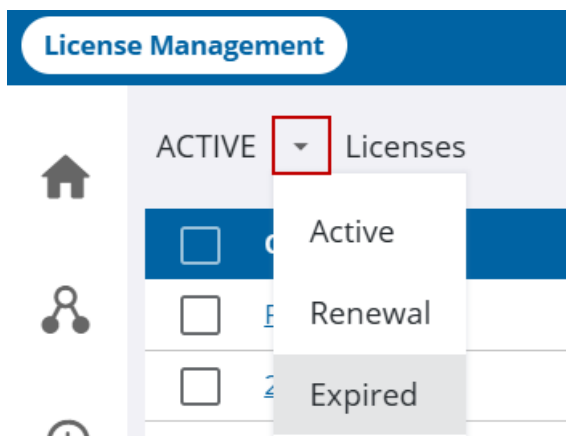 License Management
ACTIVE Licenses
Active
Renewal
Expired